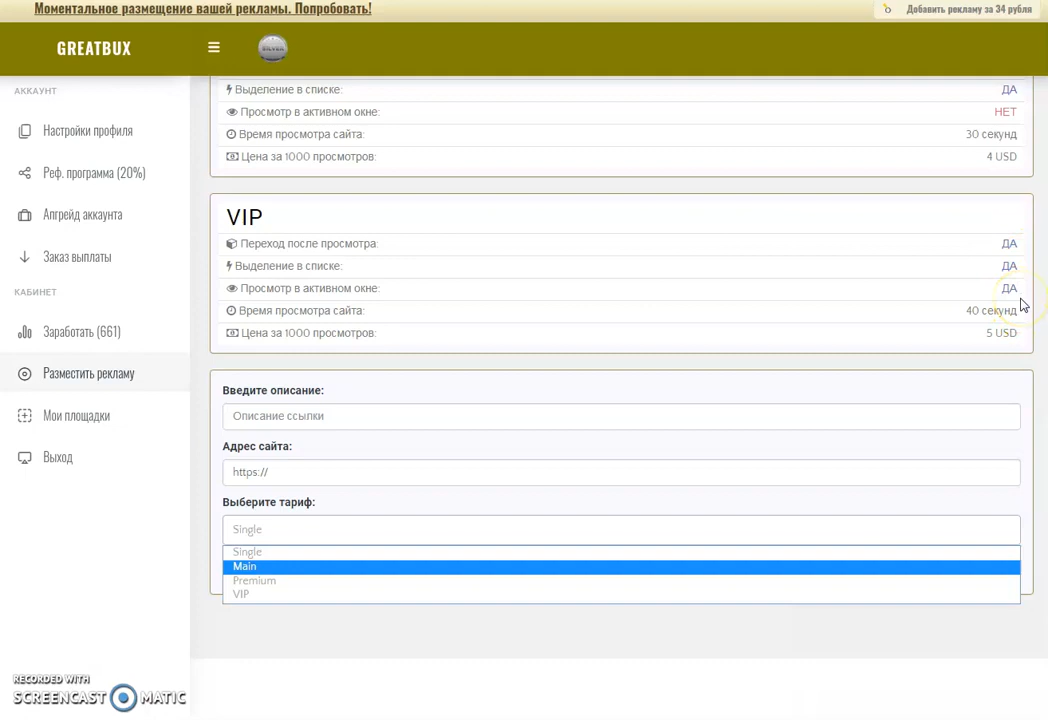 Моментальное размещение вашей рекламы. Попробовать!
Добавить рекламу за 34 рубля
GREATBUX
SILVER
АККАУНТ
Настройки профиля
Реф. программа (20%)
Апгрейд аккаунта
Заказ выплаты
КАБИНЕТ
Заработать (661)
Разместить рекламу
Мои площадки
Выход
Выделение в списке: ДА
Просмотр в активном окне: НЕТ
Время просмотра сайта: 30 секунд
Цена за 1000 просмотров: 4 USD
VIP
Переход после просмотра: ДА
Выделение в списке: ДА
Просмотр в активном окне: ДА
Время просмотра сайта: 40 секунд
Цена за 1000 просмотров: 5 USD
Введите описание:
Описание ссылки
Адрес сайта:
https://
Выберите тариф:
Single
Single
Main
Premium
VIP
RECORDED WITH
SCREENCAST MATIC